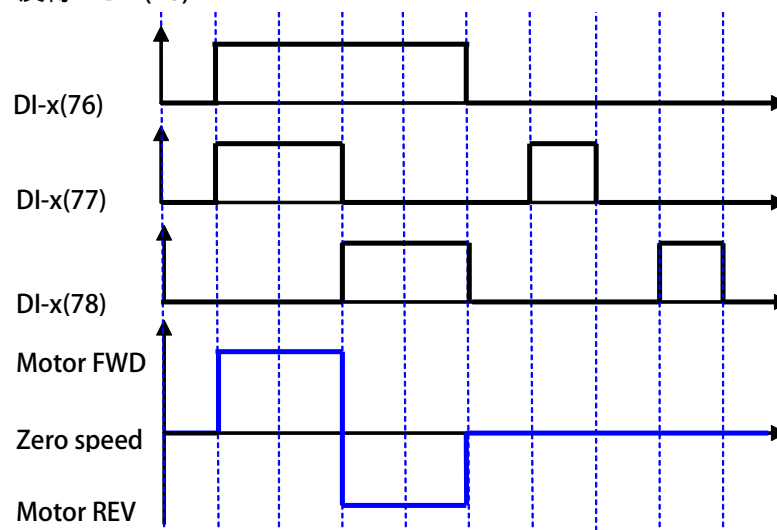 DI-x(76)
DI-x(77)
DI-x(78)
Motor FWD
Zero speed
Motor REV